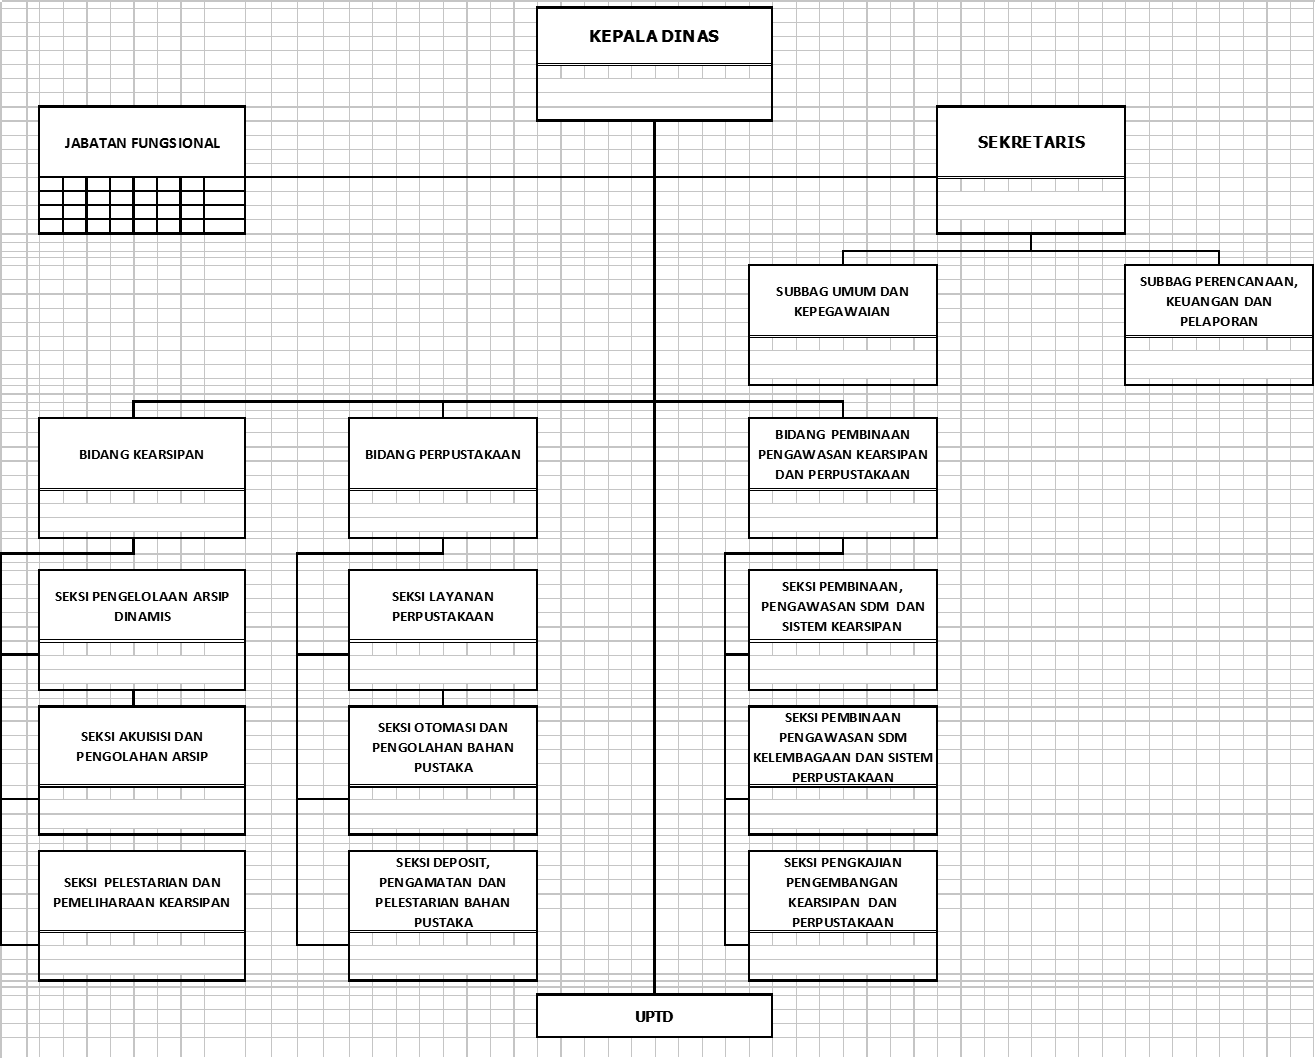 KEPALA DINAS
JABATAN FUNGSIONAL
SEKRETARIS
SUBBAG UMUM DAN
KEPEGAWAIAN
SUBBAG PERENCANAAN,
KEUANGAN DAN
PELAPORAN
BIDANG KEARSIPAN
BIDANG PERPUSTAKAAN
BIDANG PEMBINAAN
PENGAWASAN KEARSIPAN
DAN PERPUSTAKAAN
SEKSI PENGELOLAAN ARSIP
DINAMIS
SEKSI LAYANAN
PERPUSTAKAAN
SEKSI PEMBINAAN,
PENGAWASAN SDM DAN
SISTEM KEARSIPAN
SEKSI AKUISISI DAN
PENGOLAHAN ARSIP
SEKSI OTOMASI DAN
PENGOLAHAN BAHAN
PUSTAKA
SEKSI PEMBINAAN
PENGAWASAN SDM
KELEMBAGAAN DAN SISTEM
PERPUSTAKAAN
SEKSI PELESTARIAN DAN
PEMELIHARAAN KEARSIPAN
SEKSI DEPOSIT,
PENGAMATAN DAN
PELESTARIAN BAHAN
PUSTAKA
SEKSI PENGKAJIAN
PENGEMBANGAN
KEARSIPAN DAN
PERPUSTAKAAN
UPTD